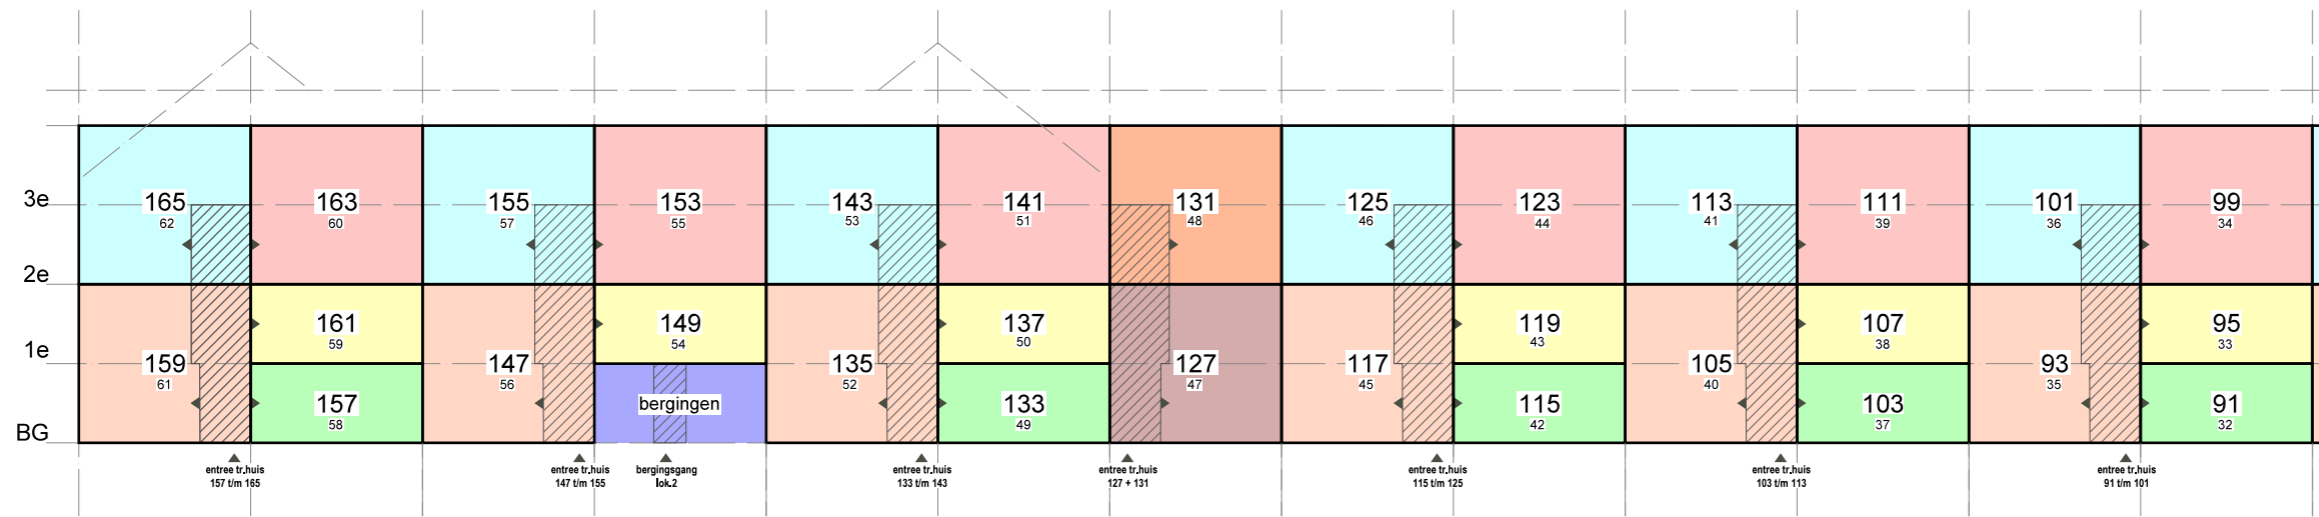 3e
165
62
163
60
155
57
153
55
143
53
141
51
131
48
125
46
123
44
113
41
111
39
101
36
99
34
2e
161
59
149
54
137
50
119
43
107
38
95
33
1e
159
61
147
56
135
52
127
47
117
45
105
40
93
35
157
58
bergingen
133
49
115
42
103
37
91
32
BG
entree tr.huis
157 t/m 165
entree tr.huis
147 t/m 155
bergingsgang
lok.2
entree tr.huis
133 t/m 143
entree tr.huis
127 + 131
entree tr.huis
115 t/m 125
entree tr.huis
103 t/m 113
entree tr.huis
91 t/m 101